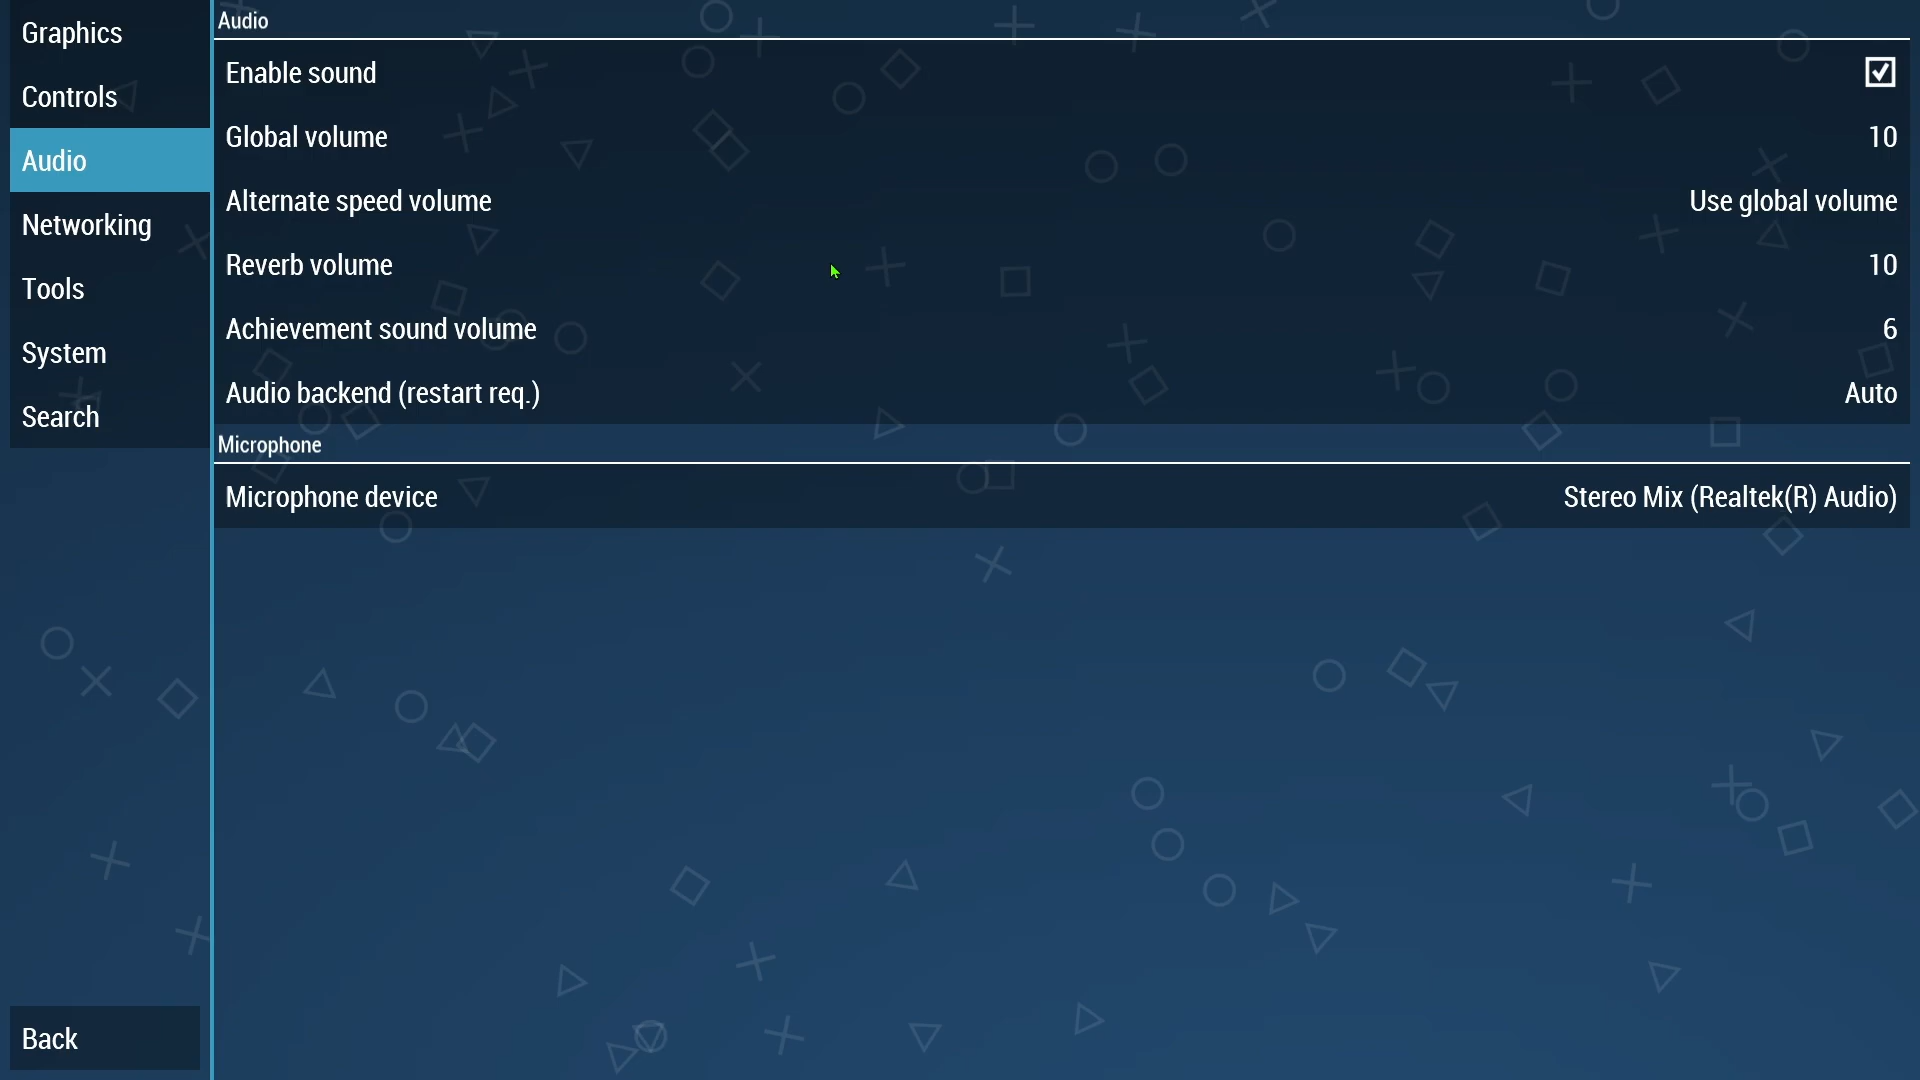 Graphics
Controls
Audio
Networking
Tools
System
Search
Back
Audio
Enable sound
Global volume 10
Alternate speed volume Use global volume
Reverb volume 10
Achievement sound volume 6
Audio backend (restart req.) Auto
Microphone
Microphone device Stereo Mix (Realtek(R) Audio)